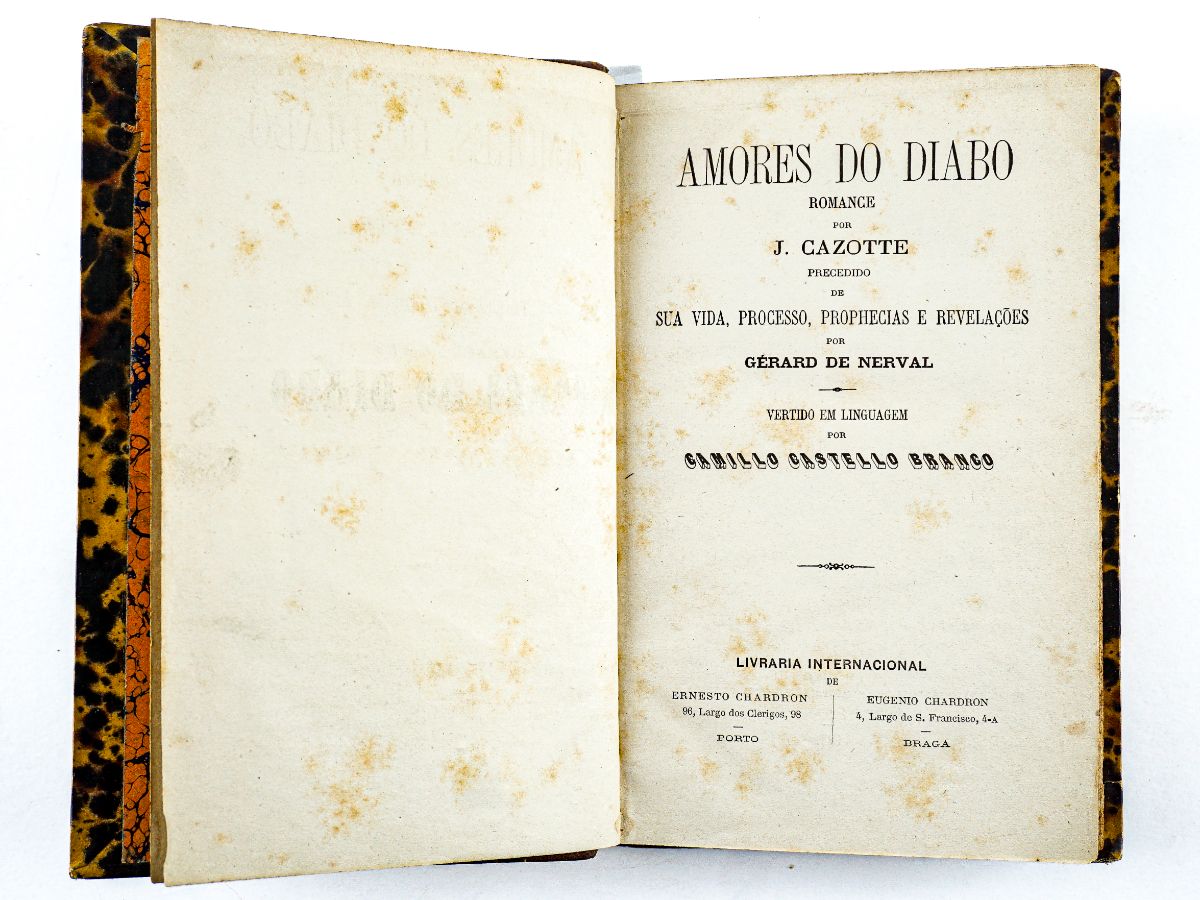 AMORES DO DIABO
ROMANCE
POR
J. CAZOTTE
PRECEDIDO
DE
SUA VIDA, PROCESSO, PROPHECIAS E REVELAÇÕES
POR
GÉRARD DE NERVAL
VERTIDO EM LINGUAGEM
POR
CAMILLO CASTELLO BRANCO
LIVRARIA INTERNACIONAL
DE
ERNESTO CHARDRON
96, Largo dos Clerigos, 98
PORTO
EUGENIO CHARDRON
4, Largo de S. Francisco, 4-A
BRAGA